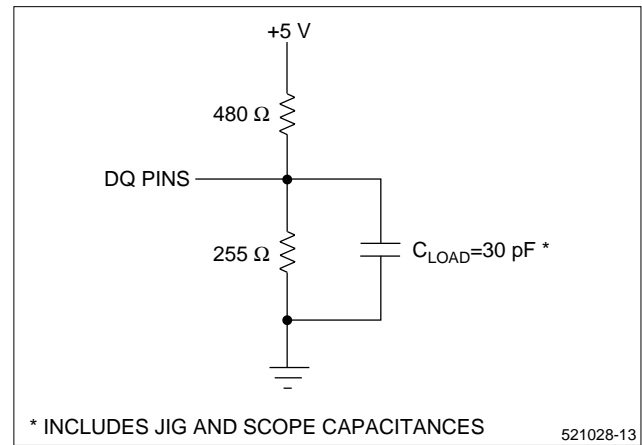 +5 V
480 Ω
DQ PINS
255 Ω
C_LOAD=30 pF *
* INCLUDES JIG AND SCOPE CAPACITANCES
521028-13